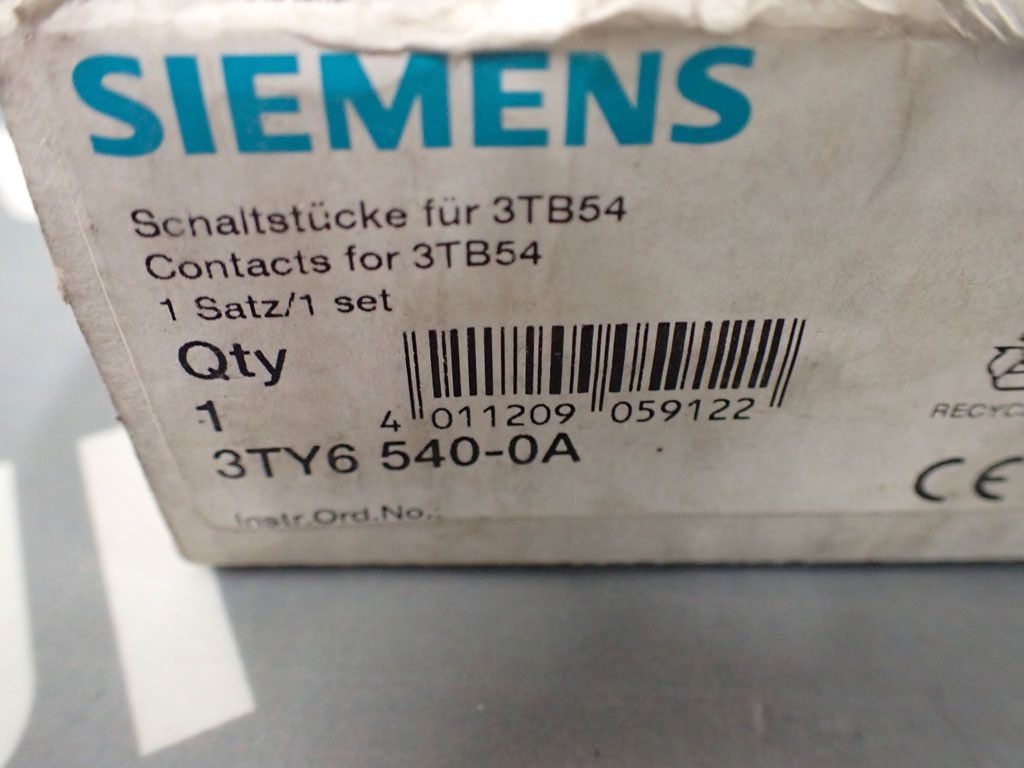 SIEMENS
Schaltstücke für 3TB54
Contacts for 3TB54
1 Satz/1 set
Qty
1
4 011209 059122
3TY6 540-0A
Instr.Ord.No.:
RECYC
CE